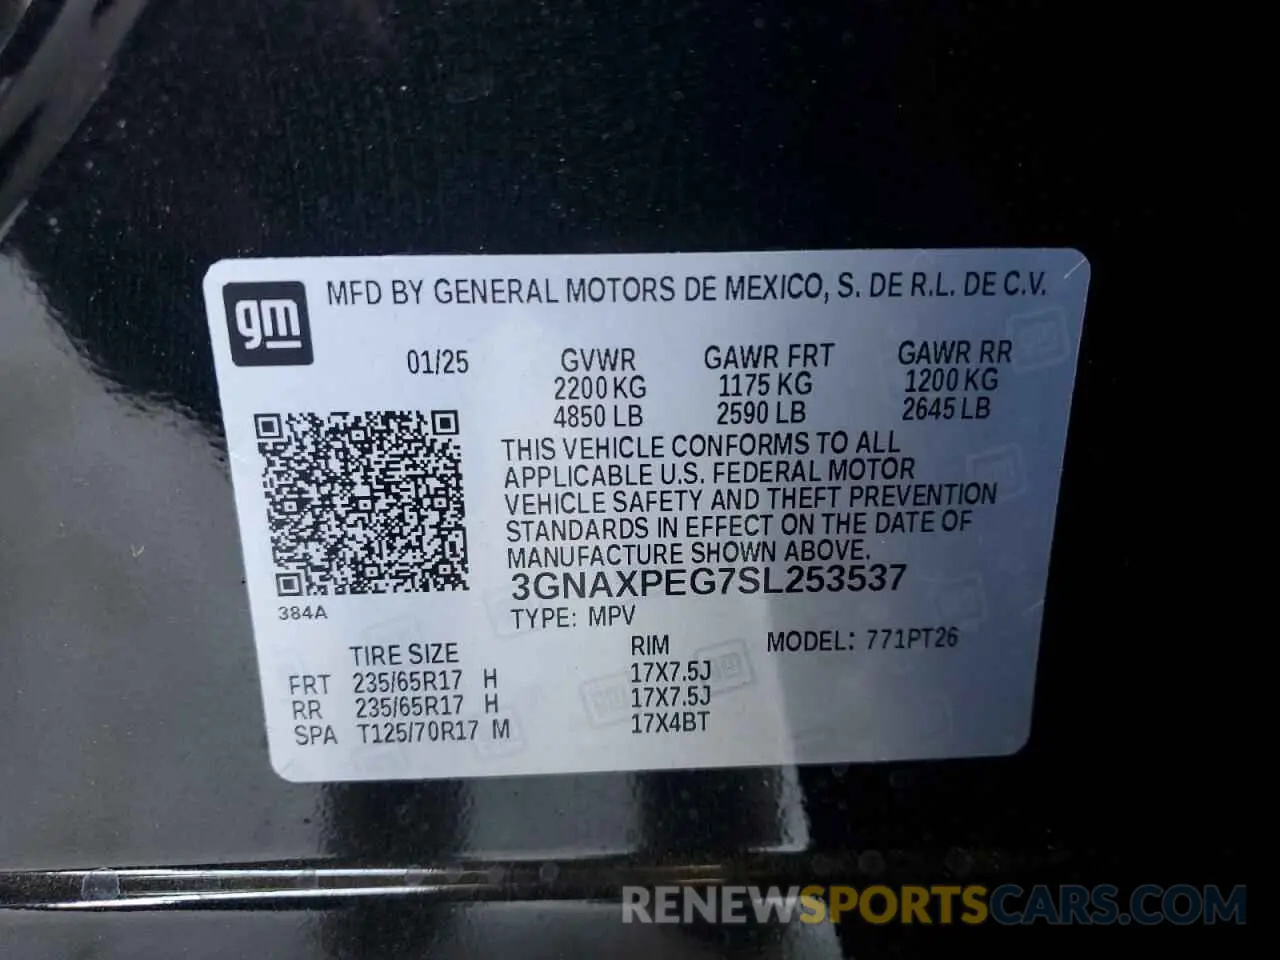 gm
MFD BY GENERAL MOTORS DE MEXICO, S. DE R.L. DE C.V.
01/25 GVWR GAWR FRT GAWR RR
2200 KG 1175 KG 1200 KG
4850 LB 2590 LB 2645 LB
THIS VEHICLE CONFORMS TO ALL
APPLICABLE U.S. FEDERAL MOTOR
VEHICLE SAFETY AND THEFT PREVENTION
STANDARDS IN EFFECT ON THE DATE OF
MANUFACTURE SHOWN ABOVE.
3GNAXPEG7SL253537
384A
TYPE: MPV
TIRE SIZE RIM MODEL: 771PT26
FRT 235/65R17 H 17X7.5J
RR 235/65R17 H 17X7.5J
SPA T125/70R17 M 17X4BT
RENEWSPORTSCARS.COM